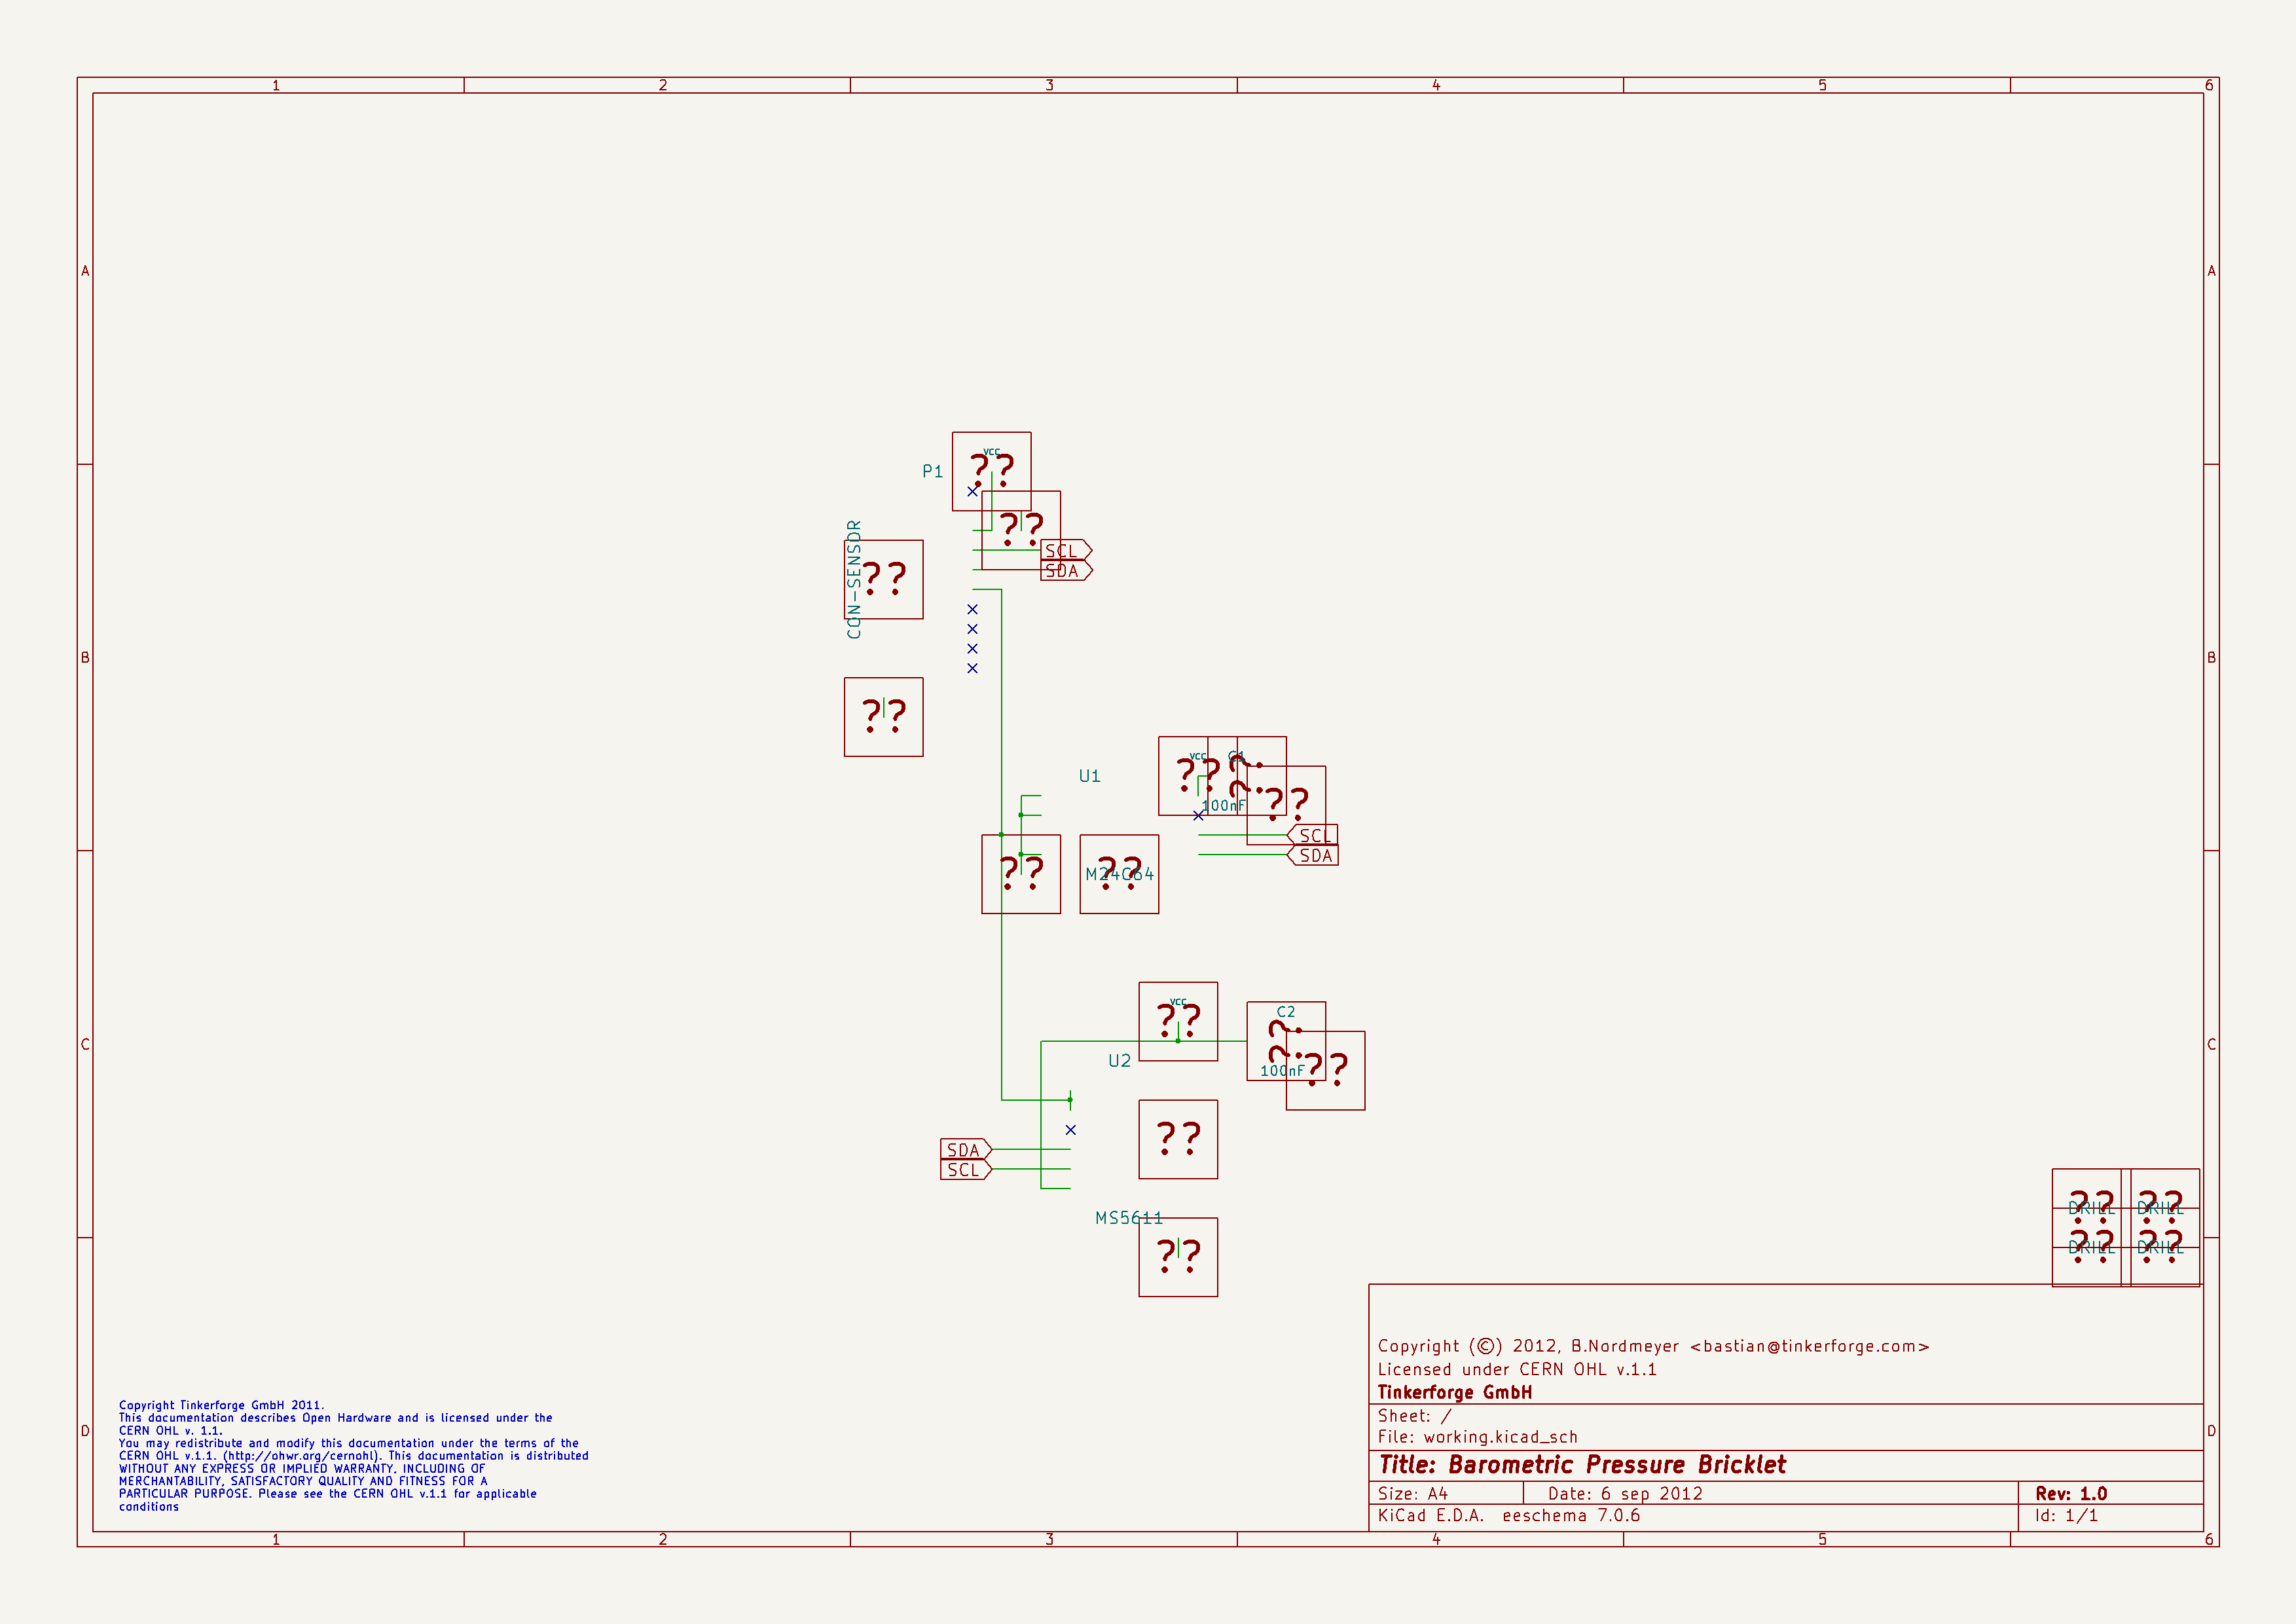 1 2 3 4 5 6
A A
VCC
??
P1
??
SCL
SDA
CON-SENSOR
??
B B
??
U1
VCC
??
C1
??
??
100nF
SCL
SDA
??
??
M24C64
VCC
??
C2
??
??
100nF
C C
U2
??
SDA
SCL
MS5611
??
?? ??
DRILL DRILL
?? ??
DRILL DRILL
Copyright (©) 2012, B.Nordmeyer <bastian@tinkerforge.com>
Licensed under CERN OHL v.1.1
Tinkerforge GmbH
Sheet: /
File: working.kicad_sch
Title: Barometric Pressure Bricklet
Size: A4 Date: 6 sep 2012 Rev: 1.0
KiCad E.D.A. eeschema 7.0.6 Id: 1/1
Copyright Tinkerforge GmbH 2011.
This documentation describes Open Hardware and is licensed under the
CERN OHL v. 1.1.
You may redistribute and modify this documentation under the terms of the
CERN OHL v.1.1. (http://ohwr.org/cernohl). This documentation is distributed
WITHOUT ANY EXPRESS OR IMPLIED WARRANTY, INCLUDING OF
MERCHANTABILITY, SATISFACTORY QUALITY AND FITNESS FOR A
PARTICULAR PURPOSE. Please see the CERN OHL v.1.1 for applicable
conditions
D D
1 2 3 4 5 6